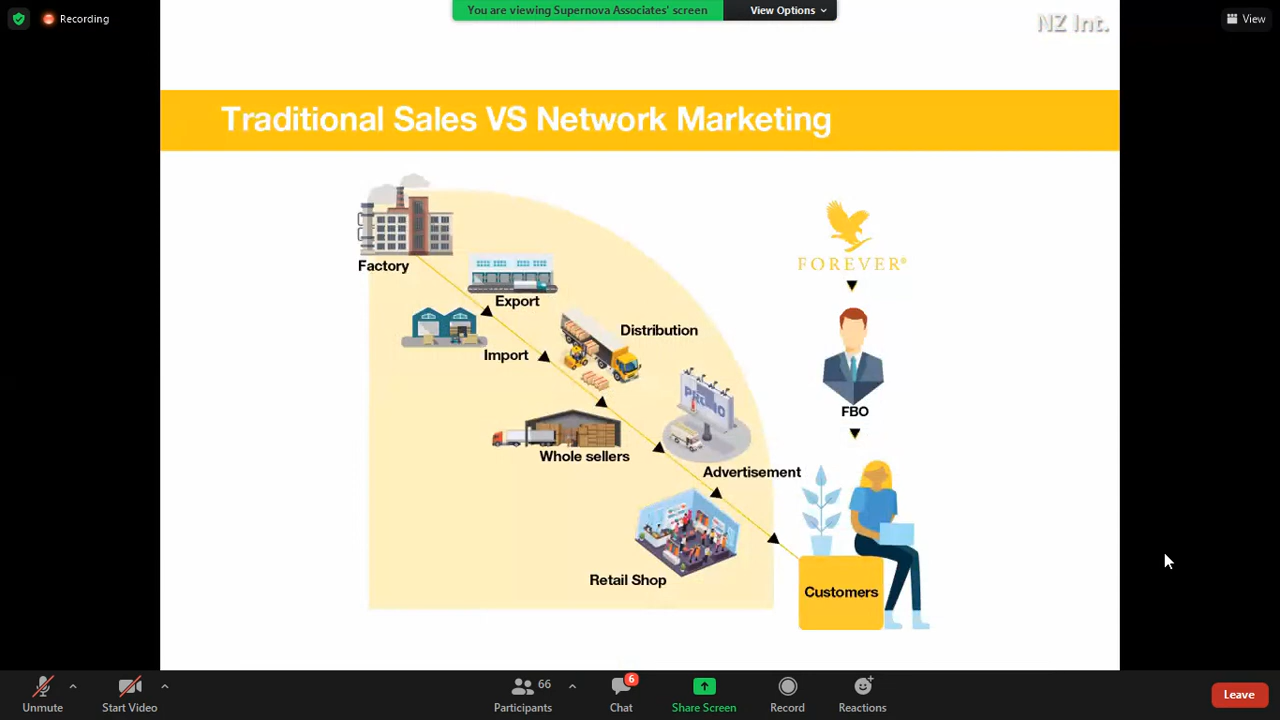 Recording
You are viewing Supernova Associates' screen
View Options
NZ Int.
View
Traditional Sales VS Network Marketing
Factory
Export
Import
Distribution
PROMO
Whole sellers
Advertisement
Retail Shop
FOREVER®
FBO
Customers
Unmute
Start Video
66
Participants
6
Chat
Share Screen
Record
Reactions
Leave